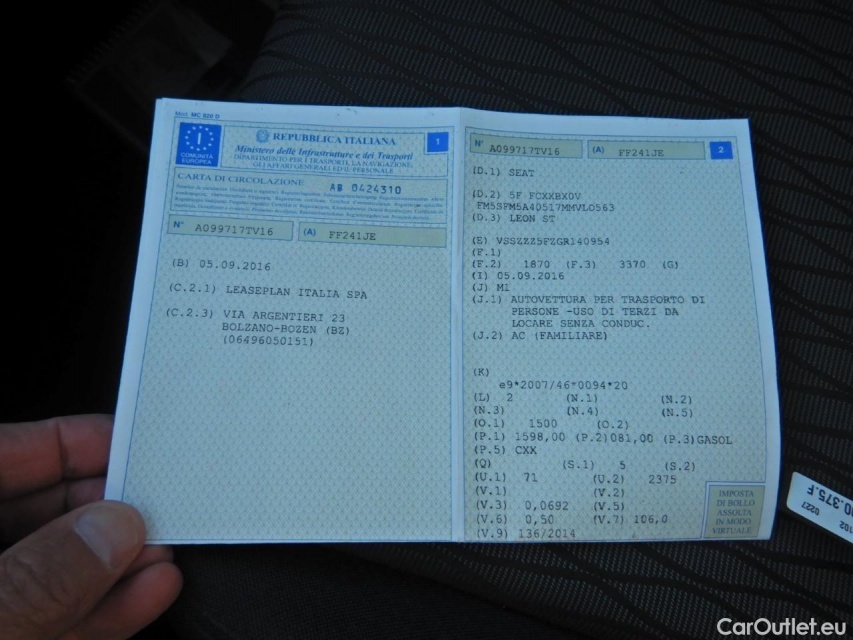 Mod. MC 820 D
COMUNITÀ
EUROPEA
I
REPUBBLICA ITALIANA
Ministero delle Infrastrutture e dei Trasporti
DIPARTIMENTO PER I TRASPORTI, LA NAVIGAZIONE,
GLI AFFARI GENERALI ED IL PERSONALE
1
CARTA DI CIRCOLAZIONE
0424310
N° A099717TV16 (A) FF241JE
(B) 05.09.2016
(C.2.1) LEASEPLAN ITALIA SPA
(C.2.3) VIA ARGENTIERI 23
BOLZANO-BOZEN (BZ)
(06496050151)
N° A099717TV16 (A) FF241JE
2
(D.1) SEAT
(D.2) 5F FCXXBX0V
FM5SFM5A40517MMVLO563
(D.3) LEON ST
(E) VSSZZZ5FZGR140954
(F.1)
(F.2) 1870 (F.3) 3370 (G)
(I) 05.09.2016
(J) M1
(J.1) AUTOVETTURA PER TRASPORTO DI
PERSONE -USO DI TERZI DA
LOCARE SENZA CONDUC.
(J.2) AC (FAMILIARE)
(K)
e9*2007/46*0094*20
(L) 2 (N.1) (N.2)
(N.3) (N.4) (N.5)
(O.1) 1500 (O.2)
(P.1) 1598,00 (P.2)081,00 (P.3)GASOL
(P.5) CXX
(Q) (S.1) 5 (S.2)
(U.1) 71 (U.2) 2375
(V.1) (V.2)
(V.3) 0,0692 (V.5)
(V.6) 0,50 (V.7) 106,0
(V.9) 136/2014
IMPOSTA
DI BOLLO
ASSOLTA
IN MODO
VIRTUALE
0.375.F
102 0227
CarOutlet.eu